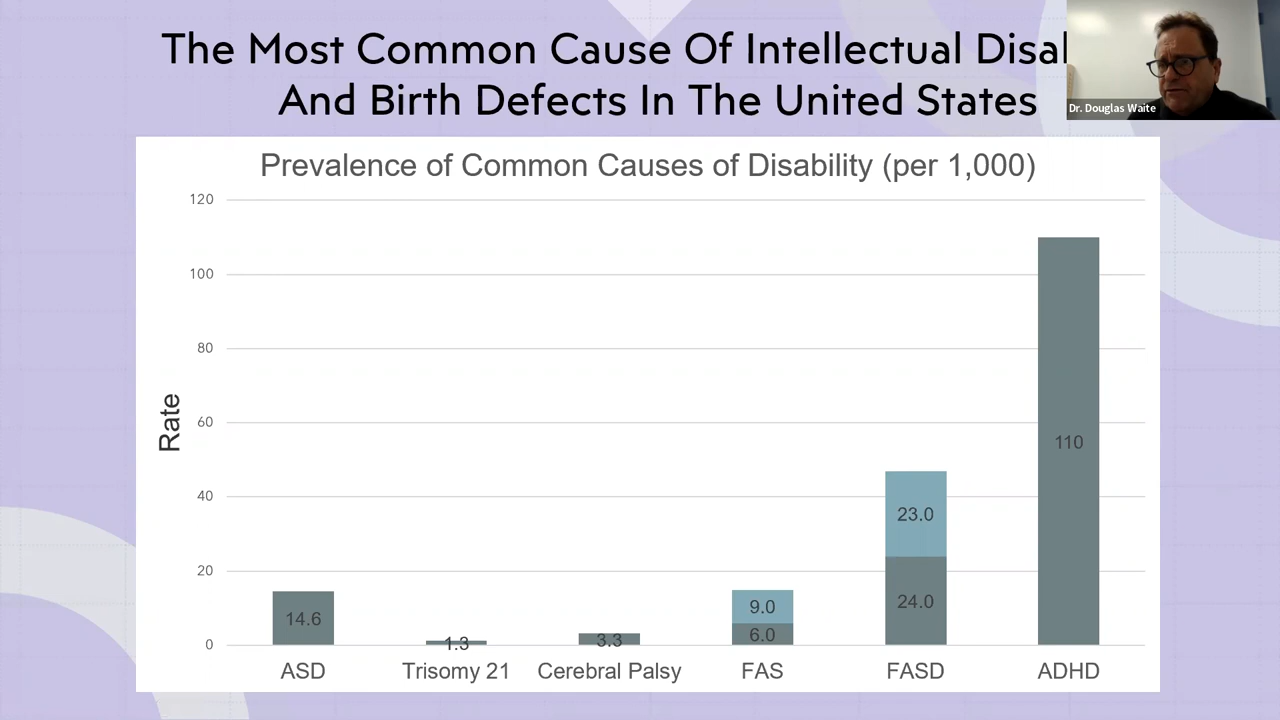 The Most Common Cause Of Intellectual
And Birth Defects In The United States
Dr. Douglas Waite
Prevalence of Common Causes of Disability (per 1,000)
Rate
120
100
80
60
40
20
0
14.6
1.3
3.3
9.0
6.0
23.0
24.0
110
ASD
Trisomy 21
Cerebral Palsy
FAS
FASD
ADHD